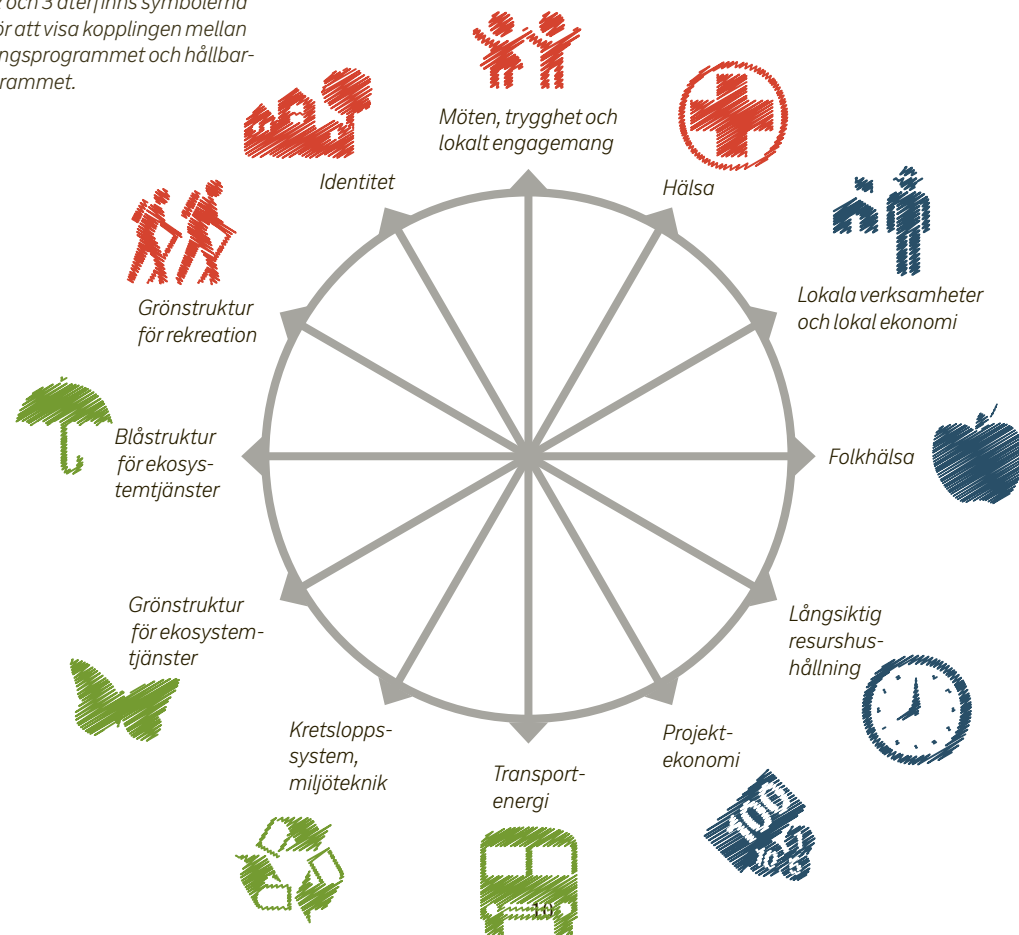 och 3 återfinns symbolerna
ör att visa kopplingen mellan
ngsprogrammet och hållbar-
rammet.
Möten, trygghet och
lokalt engagemang
Hälsa
Lokala verksamheter
och lokal ekonomi
Folkhälsa
Långsiktig
resurshus-
hållning
Projekt-
ekonomi
100
10
1
5
Transport-
energi
10
Kretslopps-
system,
miljöteknik
Grönstruktur
för ekosystem-
tjänster
Blåstruktur
för ekosys-
temtjänster
Grönstruktur
för rekreation
Identitet